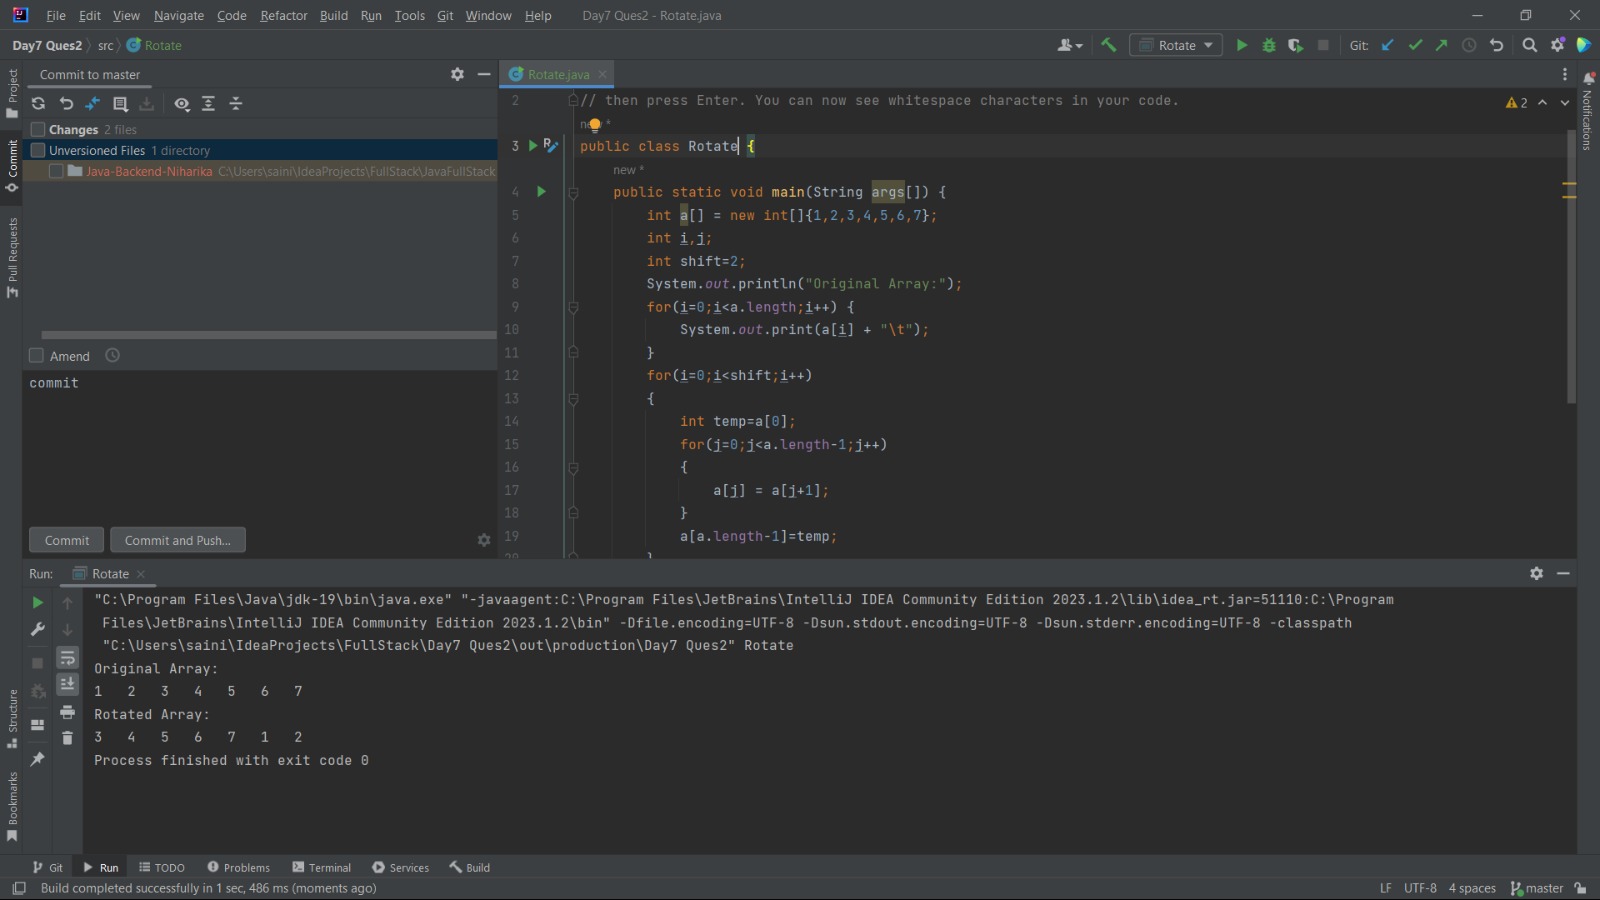 File Edit View Navigate Code Refactor Build Run Tools Git Window Help Day7 Ques2 - Rotate.java
Day7 Ques2 src Rotate
Rotate Git:
Project
Commit
Pull Requests
Structure
Bookmarks
Notifications
Commit to master
Changes 2 files
Unversioned Files 1 directory
Java-Backend-Niharika C:\Users\saini\IdeaProjects\FullStack\JavaFullStack
Amend
commit
Commit Commit and Push...
Rotate.java
2 // then press Enter. You can now see whitespace characters in your code.
2
new *
3 public class Rotate {
new *
4 public static void main(String args[]) {
5 int a[] = new int[]{1,2,3,4,5,6,7};
6 int i,j;
7 int shift=2;
8 System.out.println("Original Array:");
9 for(i=0;i<a.length;i++) {
10 System.out.print(a[i] + "\t");
11 }
12 for(i=0;i<shift;i++)
13 {
14 int temp=a[0];
15 for(j=0;j<a.length-1;j++)
16 {
17 a[j] = a[j+1];
18 }
19 a[a.length-1]=temp;
20 }
Run: Rotate
"C:\Program Files\Java\jdk-19\bin\java.exe" "-javaagent:C:\Program Files\JetBrains\IntelliJ IDEA Community Edition 2023.1.2\lib\idea_rt.jar=51110:C:\Program
Files\JetBrains\IntelliJ IDEA Community Edition 2023.1.2\bin" -Dfile.encoding=UTF-8 -Dsun.stdout.encoding=UTF-8 -Dsun.stderr.encoding=UTF-8 -classpath
"C:\Users\saini\IdeaProjects\FullStack\Day7 Ques2\out\production\Day7 Ques2" Rotate
Original Array:
1 2 3 4 5 6 7
Rotated Array:
3 4 5 6 7 1 2
Process finished with exit code 0
Git Run TODO Problems Terminal Services Build
Build completed successfully in 1 sec, 486 ms (moments ago)
LF UTF-8 4 spaces master